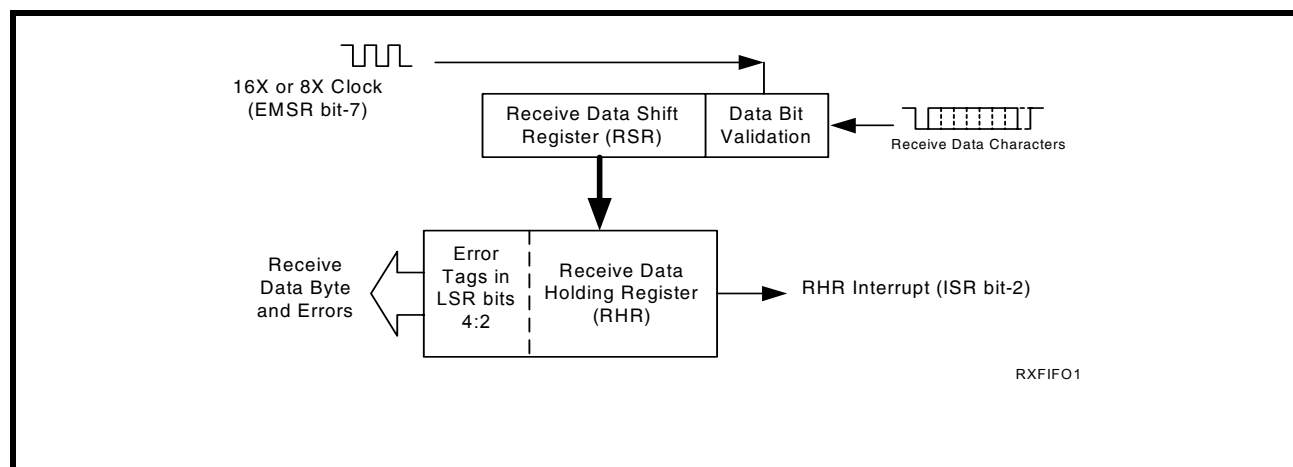 16X or 8X Clock
(EMSR bit-7)
Receive Data Shift
Register (RSR)
Data Bit
Validation
Receive Data Characters
Receive
Data Byte
and Errors
Error
Tags in
LSR bits
4:2
Receive Data
Holding Register
(RHR)
RHR Interrupt (ISR bit-2)
RXFIFO1